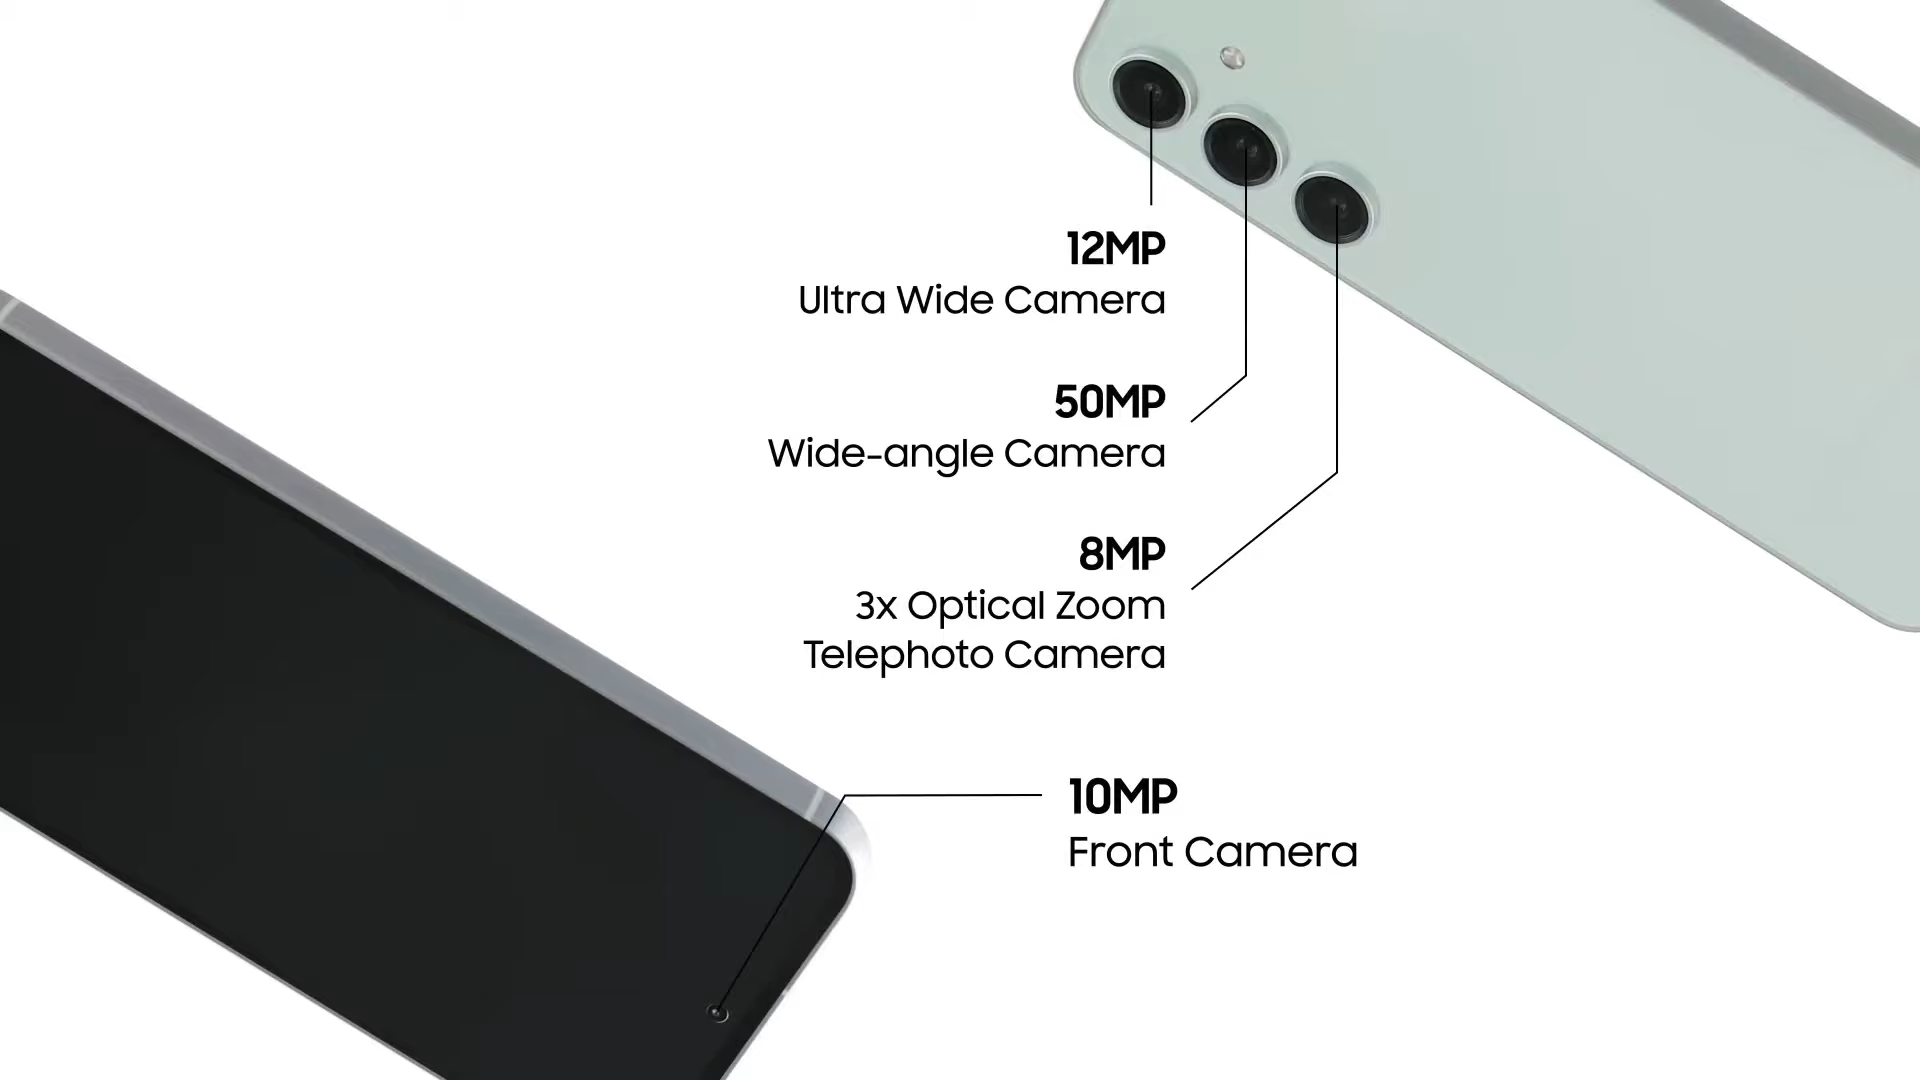 12MP
Ultra Wide Camera
50MP
Wide-angle Camera
8MP
3x Optical Zoom
Telephoto Camera
10MP
Front Camera